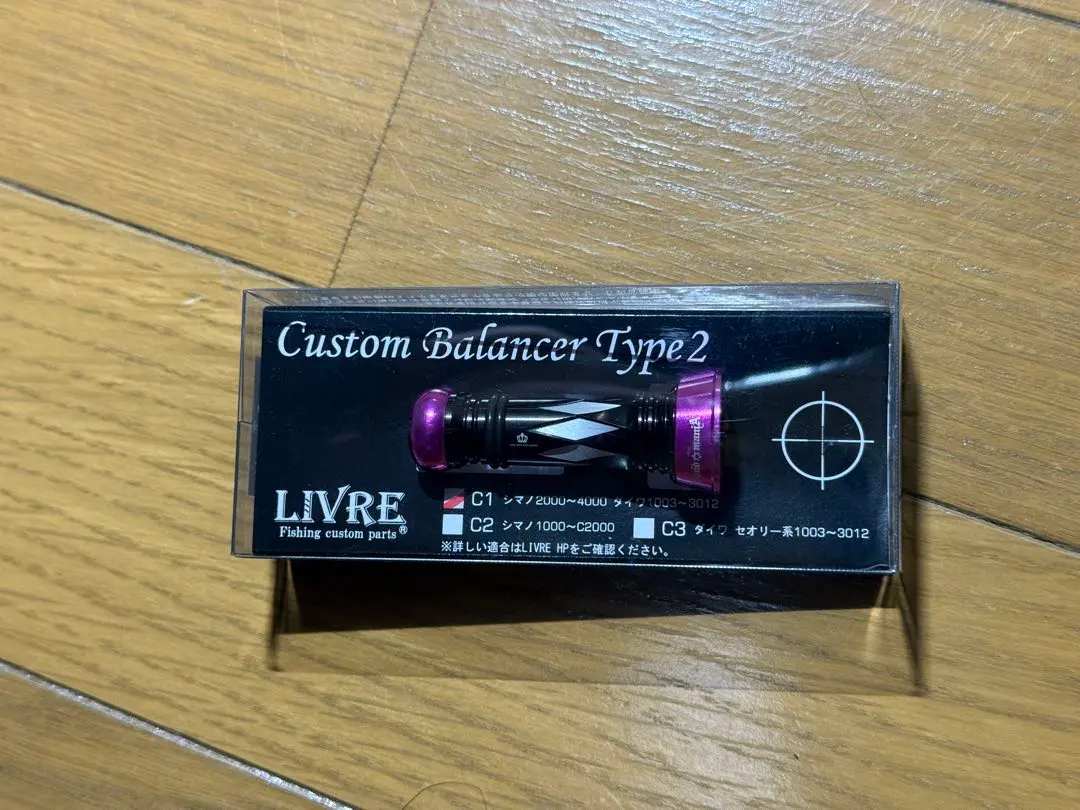 Custom Balancer Type2
LIVRE
Fishing custom parts®
C1 シマノ2000～4000 ダイワ1003～3012
C2 シマノ1000～C2000
C3 ダイワ セオリー系1003～3012
※詳しい適合はLIVRE HPをご確認ください。